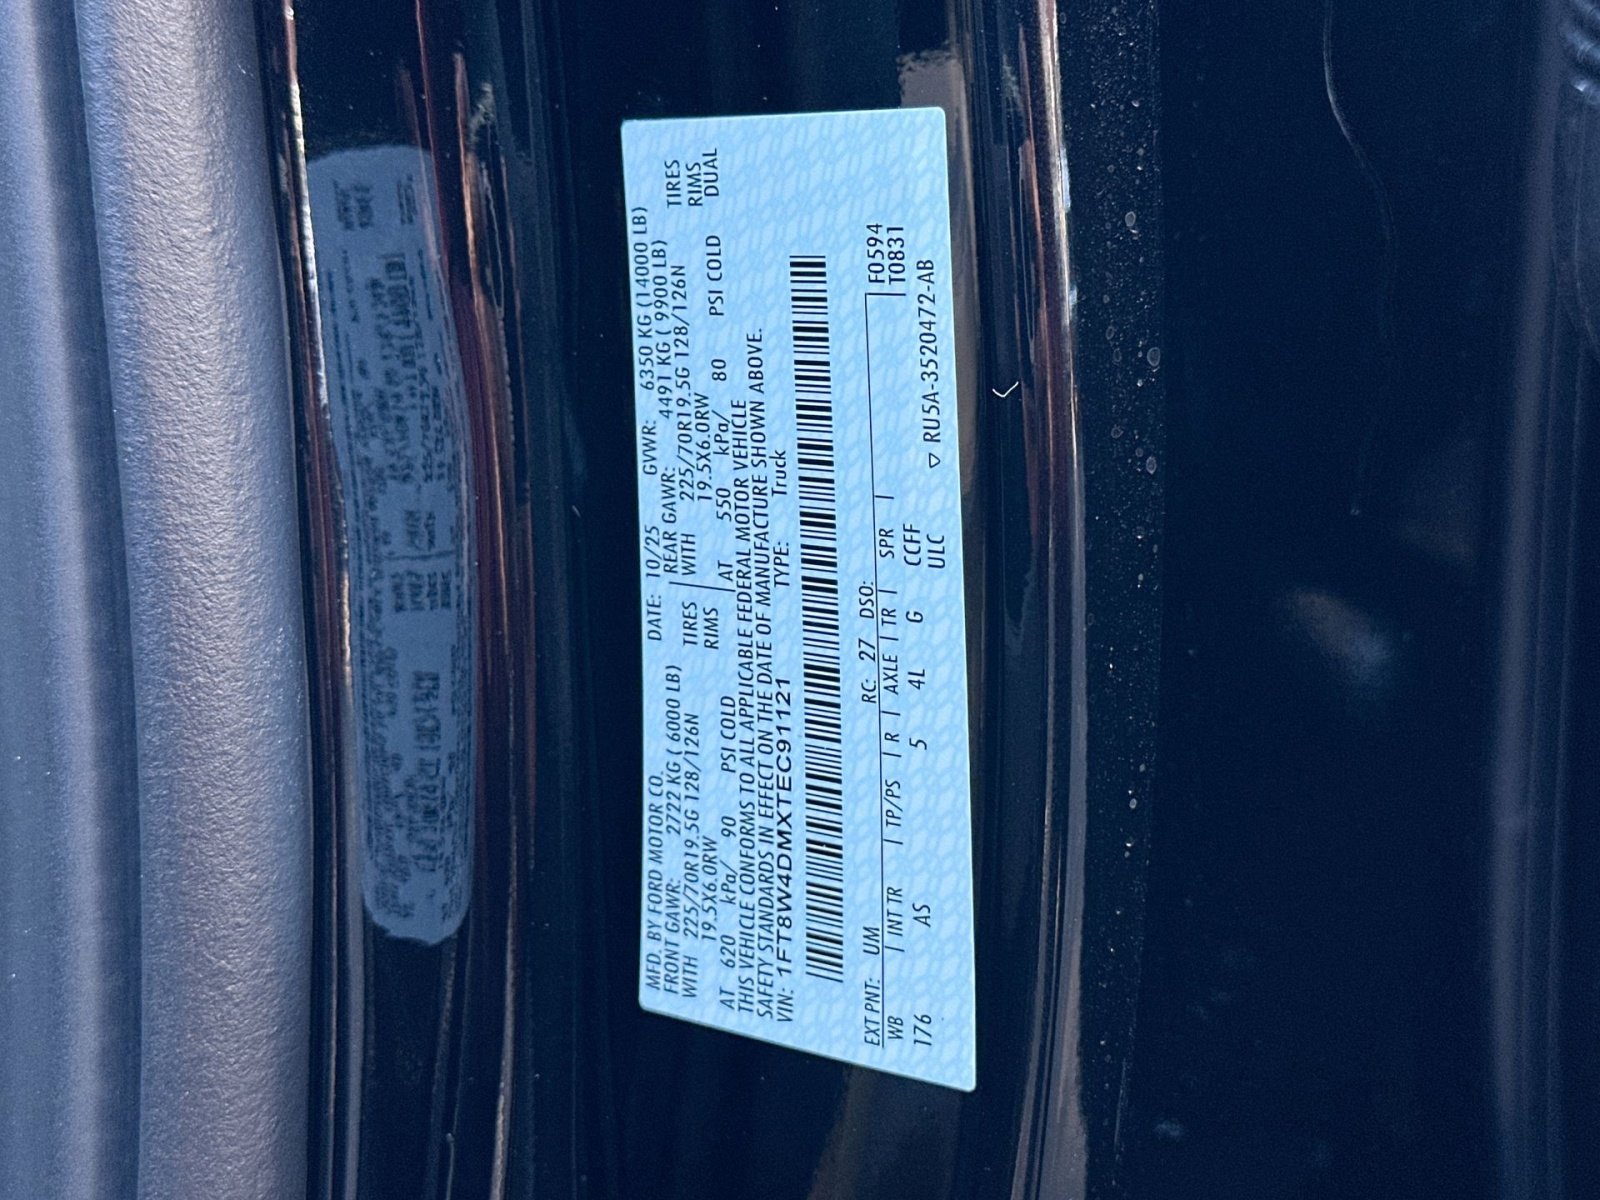 MFD. BY FORD MOTOR CO. DATE: 10/25 GVWR: 6350 KG (14000 LB)
FRONT GAWR: 2722 KG ( 6000 LB) REAR GAWR: 4491 KG ( 9900 LB)
WITH 225/70R19.5G 128/126N TIRES WITH 225/70R19.5G 128/126N TIRES
19.5X6.0RW RIMS 19.5X6.0RW RIMS
AT 620 kPa/ 90 PSI COLD AT 550 kPa/ 80 PSI COLD DUAL
THIS VEHICLE CONFORMS TO ALL APPLICABLE FEDERAL MOTOR VEHICLE
SAFETY STANDARDS IN EFFECT ON THE DATE OF MANUFACTURE SHOWN ABOVE.
VIN: 1FT8W4DMXTEC91121 TYPE: Truck
EXT PNT: UM RC: 27 DSO: F0594
WB INT TR TP/PS R AXLE TR SPR T0831
176 AS 5 4L G CCFF
ULC ▽ RU5A-3520472-AB